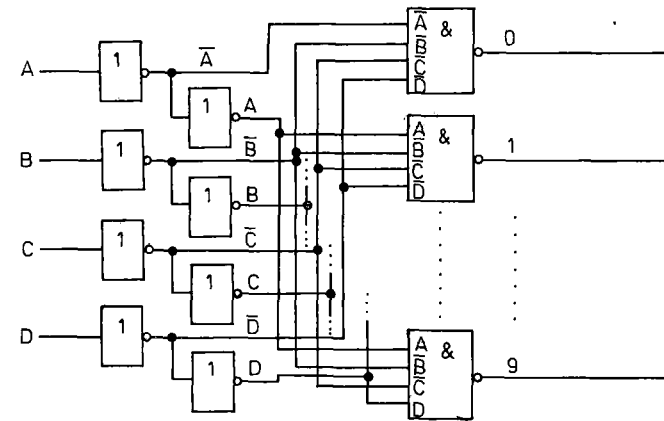 A̅ & 0
B̅
C̅
D̅
A 1 A̅
1 A
A & 1
B̅
C̅
D̅
B 1 B̅
1 B
C 1 C̅
1 C
D 1 D̅
1 D
A & 9
B̅
C̅
D